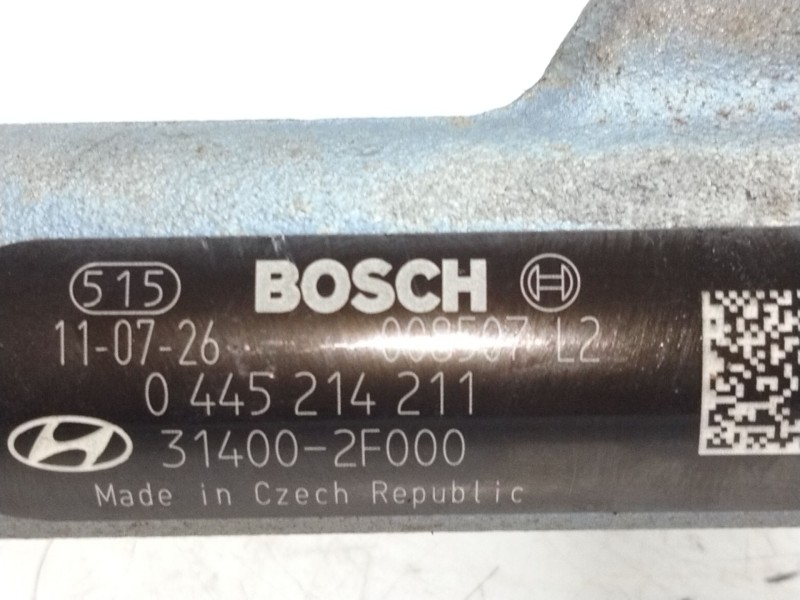 515 BOSCH
11-07-26 008507 L2
0 445 214 211
31400-2F000
Made in Czech Republic